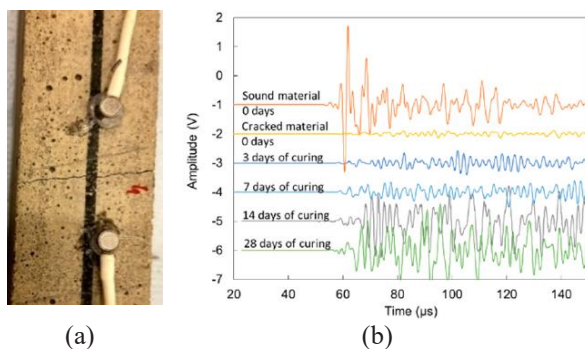 2
1
0
-1
-2
-3
-4
-5
-6
-7
Amplitude (V)
Sound material
0 days
Cracked material
0 days
3 days of curing
7 days of curing
14 days of curing
28 days of curing
20 40 60 80 100 120 140
Time (µs)
(a) (b)